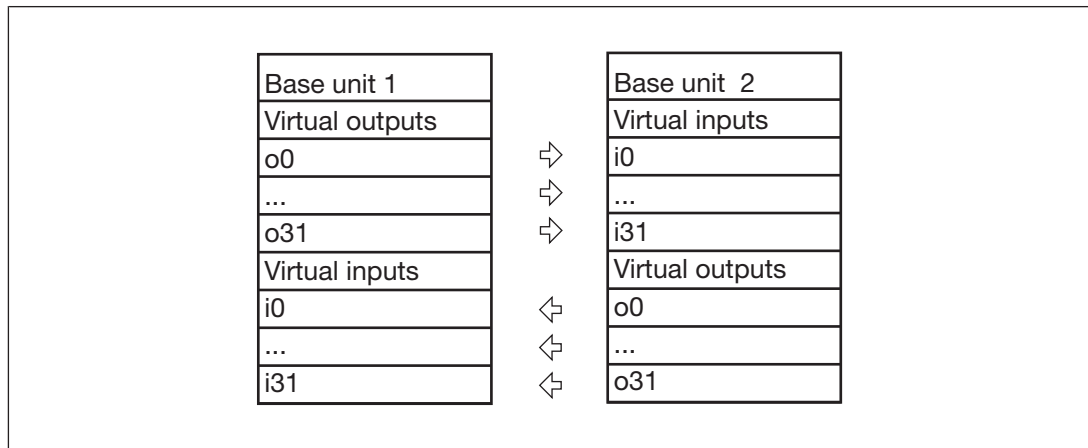 Base unit 1
Virtual outputs
o0
...
o31
Virtual inputs
i0
...
i31
Base unit 2
Virtual inputs
i0
...
i31
Virtual outputs
o0
...
o31